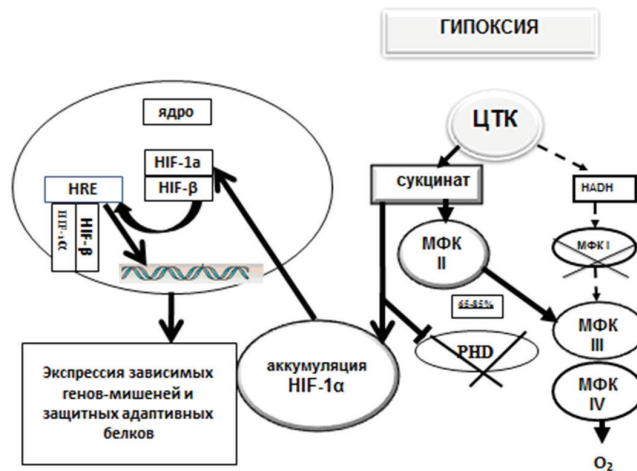 ГИПОКСИЯ
ядро
HIF-1a
HIF-β
HRE
HIF-1α
HIF-β
ЦТК
сукцинат
HADH
МФК
II
МФК I
65-85%
PHD
МФК
III
МФК
IV
O₂
аккумуляция
HIF-1α
Экспрессия зависимых
генов-мишеней и
защитных адаптивных
белков